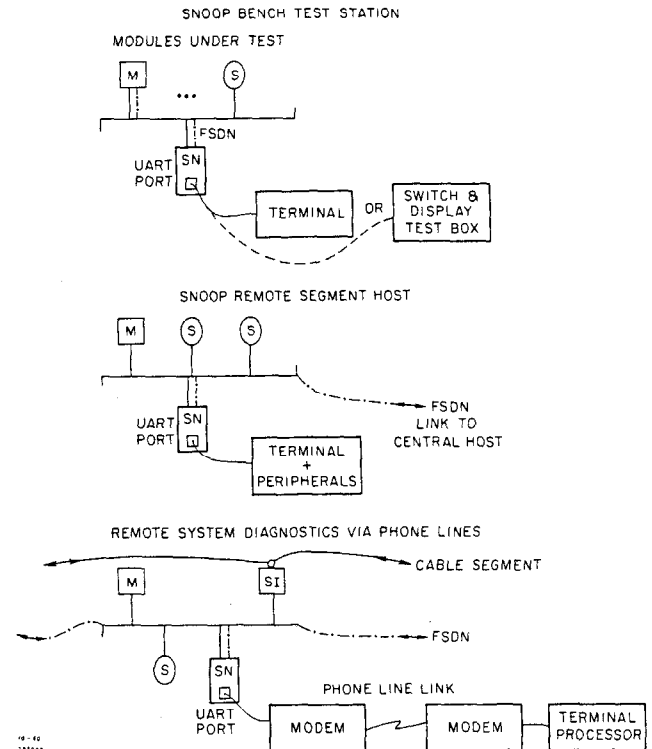 SNOOP BENCH TEST STATION
MODULES UNDER TEST
M
S
FSDN
UART
PORT
SN
TERMINAL
OR
SWITCH &
DISPLAY
TEST BOX
SNOOP REMOTE SEGMENT HOST
M
S
S
UART
PORT
SN
FSDN
LINK TO
CENTRAL HOST
TERMINAL
+
PERIPHERALS
REMOTE SYSTEM DIAGNOSTICS VIA PHONE LINES
CABLE SEGMENT
M
SI
FSDN
S
SN
UART
PORT
PHONE LINE LINK
MODEM
MODEM
TERMINAL
PROCESSOR